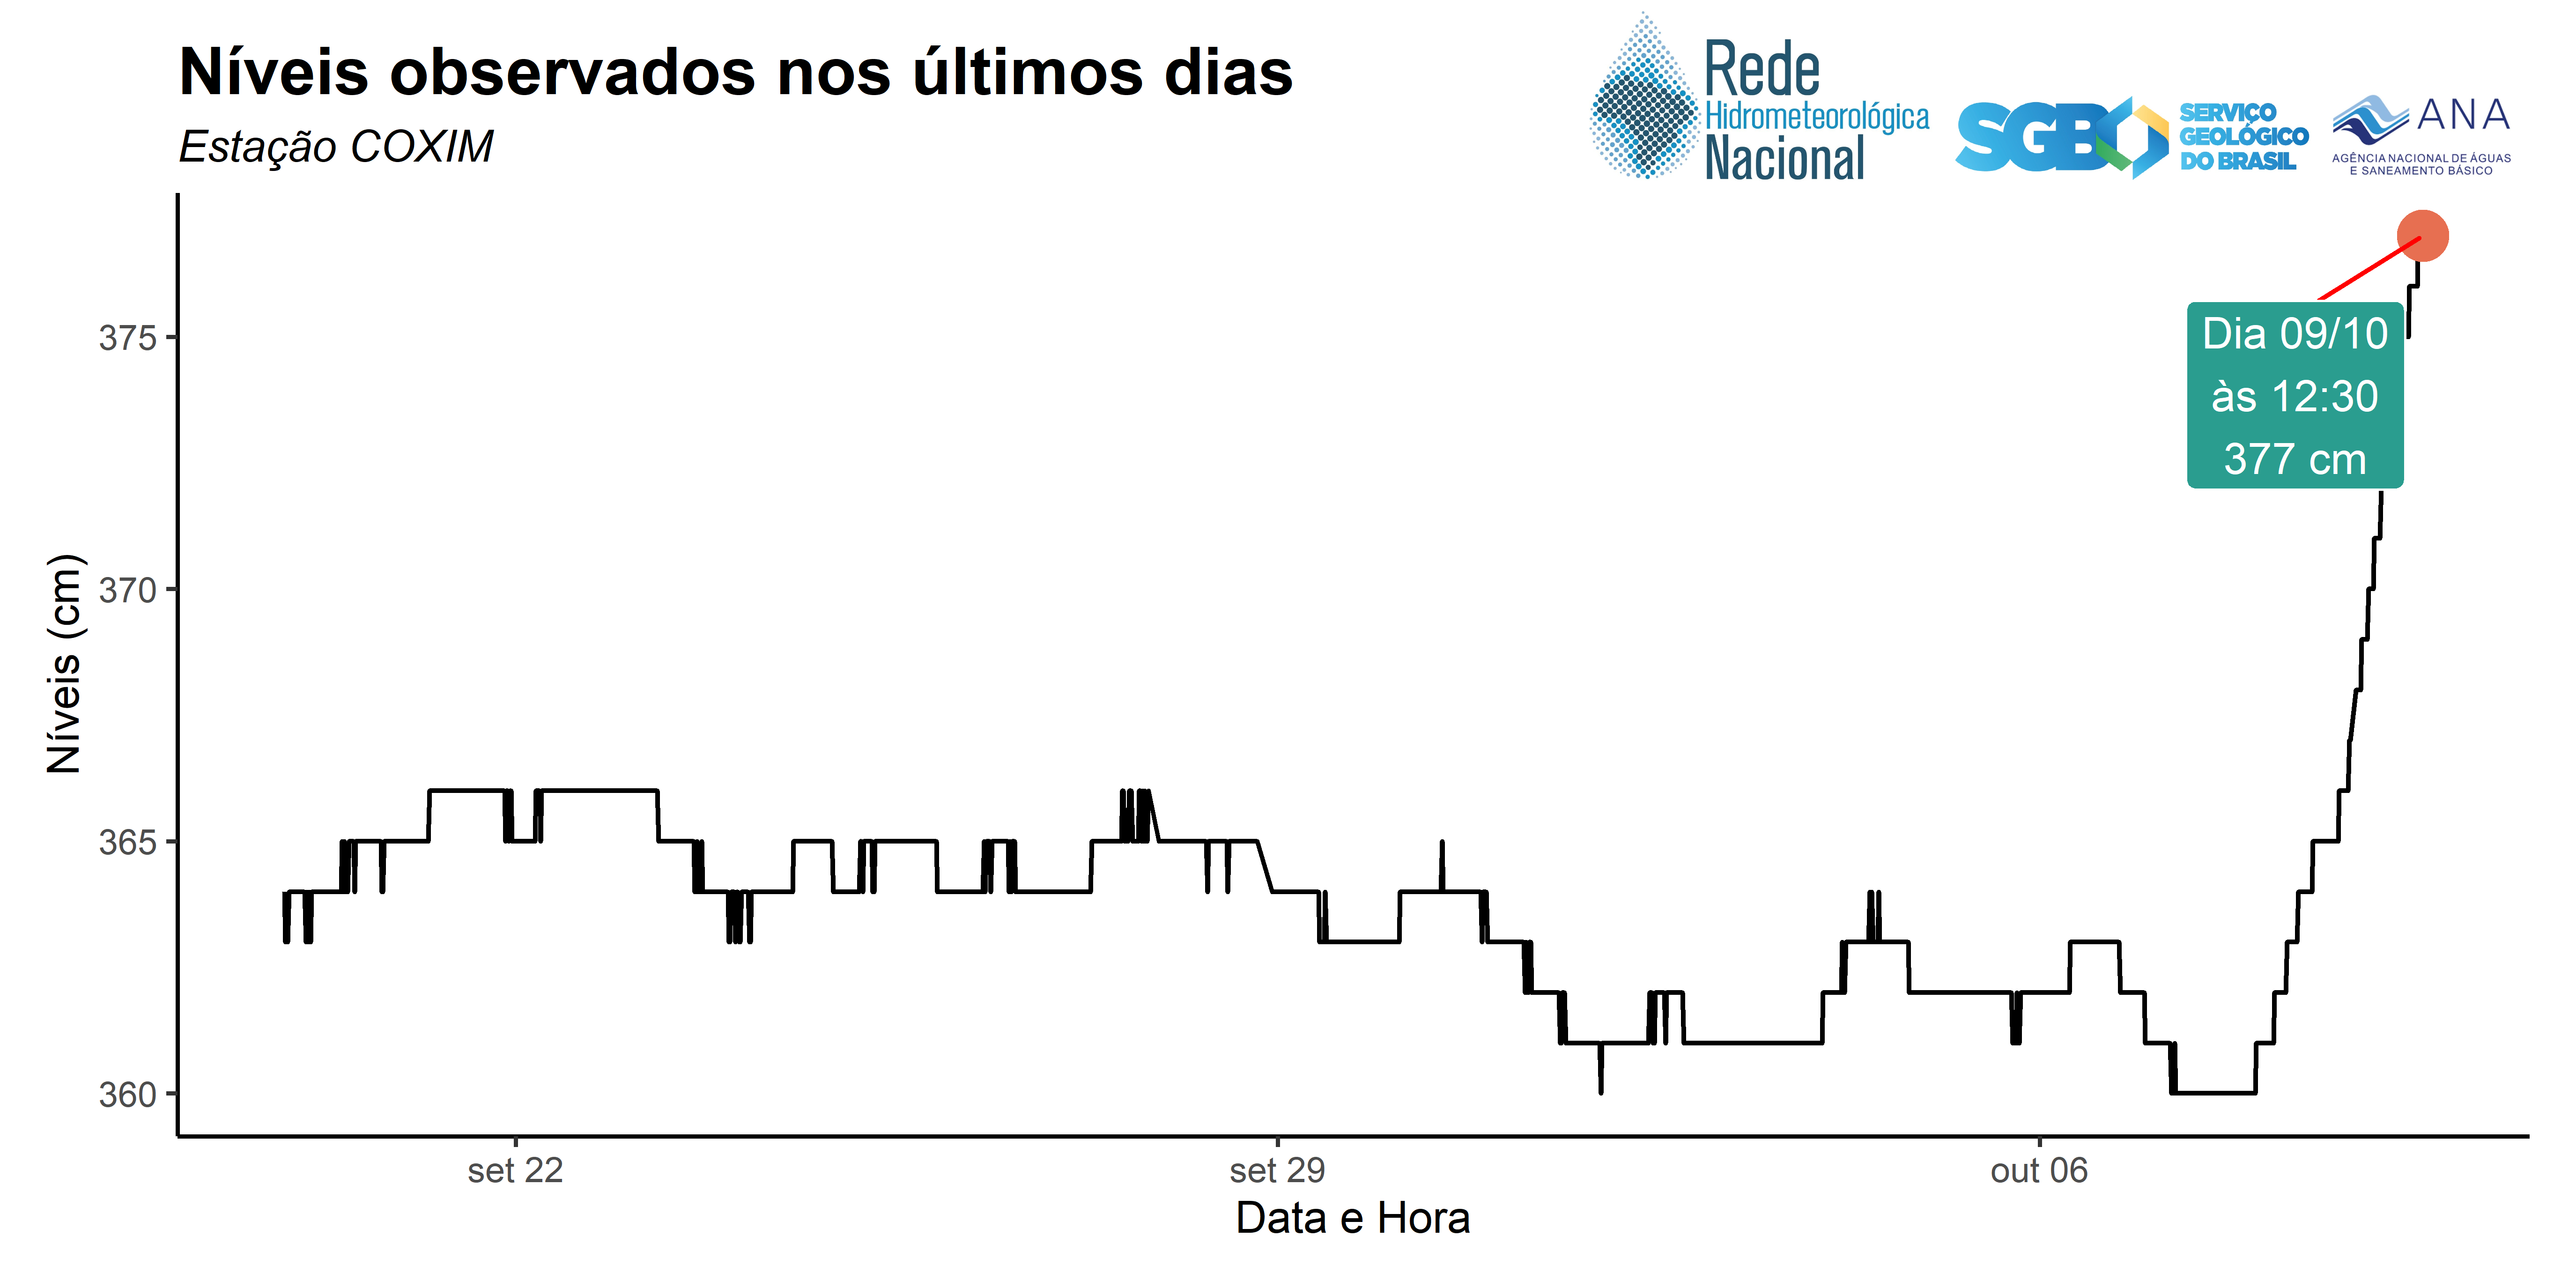 Níveis observados nos últimos dias
Estação COXIM
Rede
Hidrometeorológica
Nacional
SGB
SERVIÇO
GEOLÓGICO
DO BRASIL
ANA
AGÊNCIA NACIONAL DE ÁGUAS
E SANEAMENTO BÁSICO
Níveis (cm)
375
370
365
360
Dia 09/10
às 12:30
377 cm
set 22
set 29
out 06
Data e Hora